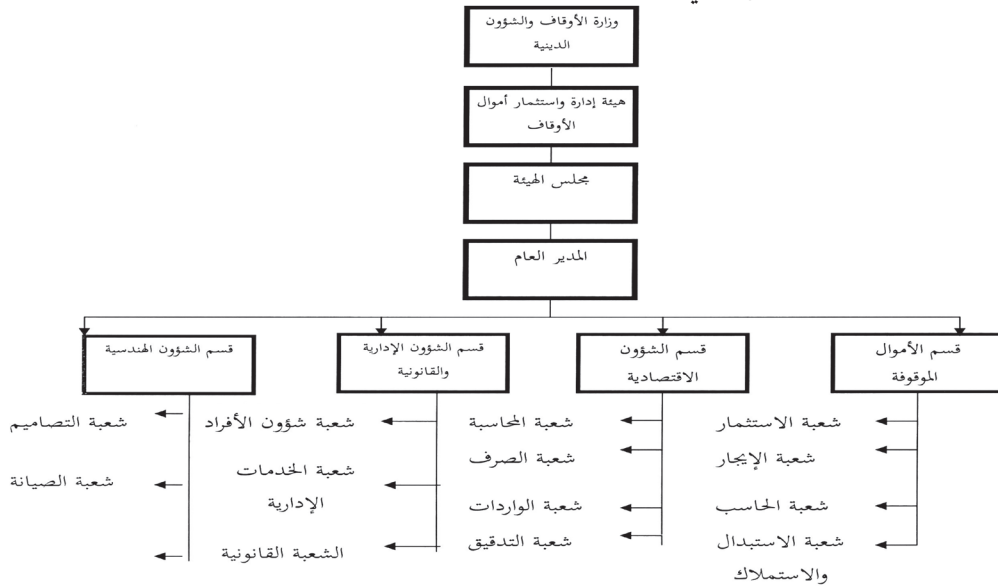 وزارة الأوقاف والشؤون
الدينية
هيئة إدارة واستثمار أموال
الأوقاف
مجلس الهيئة
المدير العام
قسم الأموال
الموقوفة
قسم الشؤون
الاقتصادية
قسم الشؤون الإدارية
والقانونية
قسم الشؤون الهندسية
شعبة الاستثمار
شعبة الإيجار
شعبة الحاسب
شعبة الاستبدال
والاستملاك
شعبة المحاسبة
شعبة الصرف
شعبة الواردات
شعبة التدقيق
شعبة شؤون الأفراد
شعبة الخدمات
الإدارية
الشعبة القانونية
شعبة التصاميم
شعبة الصيانة